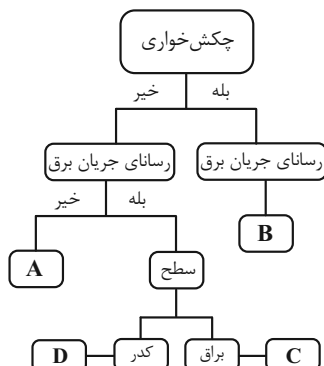 چکش‌خواری
بله
خیر
رسانای جریان برق
رسانای جریان برق
بله
خیر
B
A
سطح
C
براق
کدر
D